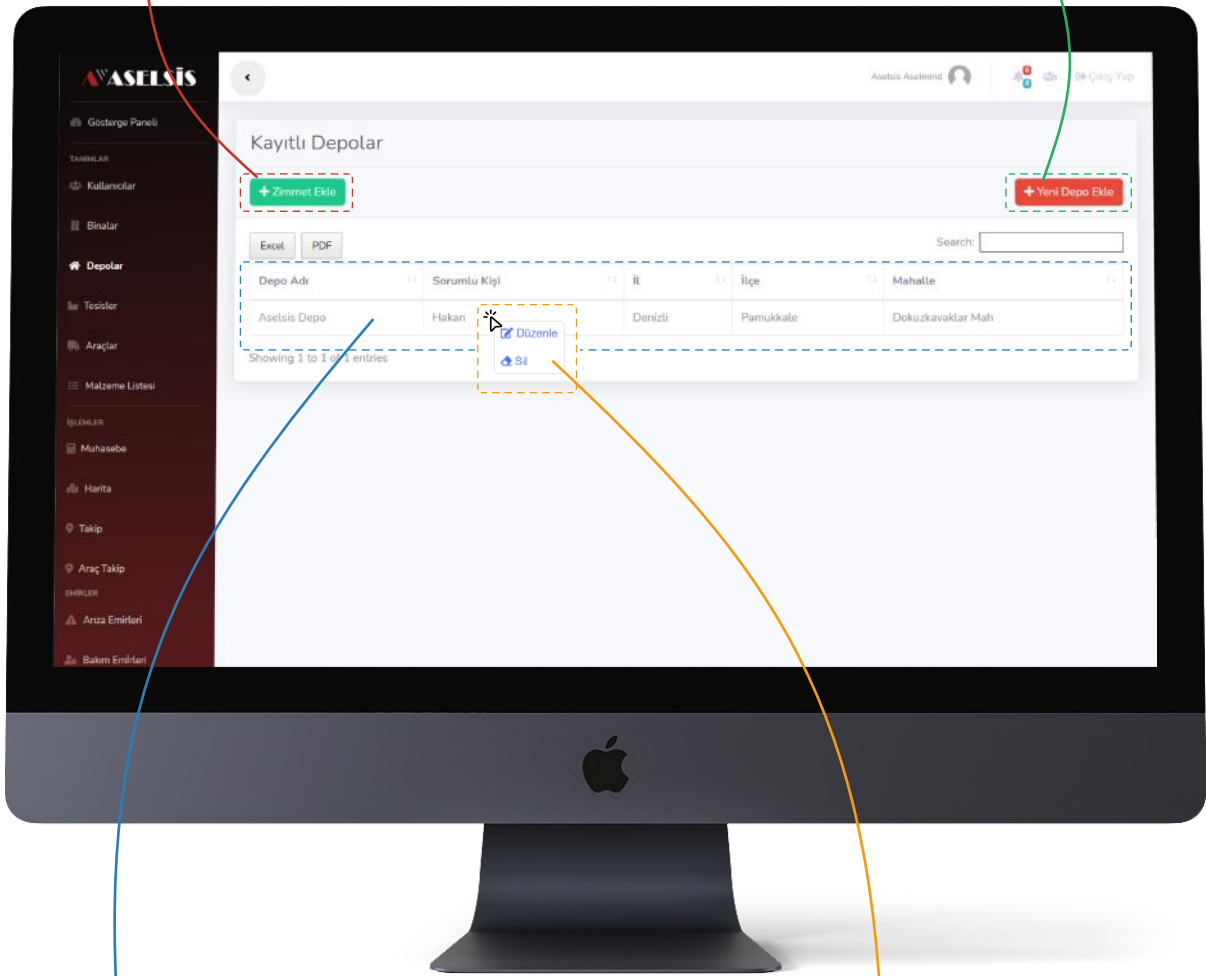 ASELSİS
Aselsis Aselmind
0
0
Çıkış Yap
Gösterge Paneli
TANIMLAR
Kullanıcılar
Binalar
Depolar
Tesisler
Araçlar
Malzeme Listesi
İŞLEMLER
Muhasebe
Harita
Takip
Araç Takip
EMİRLER
Arıza Emirleri
Bakım Emirleri
Kayıtlı Depolar
+ Zimmet Ekle
+ Yeni Depo Ekle
Excel PDF
Search:
Depo Adı Sorumlu Kişi İl İlçe Mahalle
Aselsis Depo Hakan Denizli Pamukkale Dokuzkavaklar Mah
Düzenle
Sil
Showing 1 to 1 of 1 entries